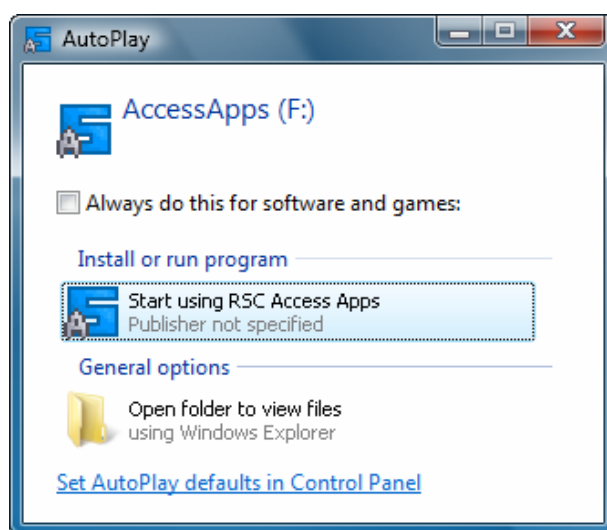 AutoPlay
AccessApps (F:)
Always do this for software and games:
Install or run program
Start using RSC Access Apps
Publisher not specified
General options
Open folder to view files
using Windows Explorer
Set AutoPlay defaults in Control Panel